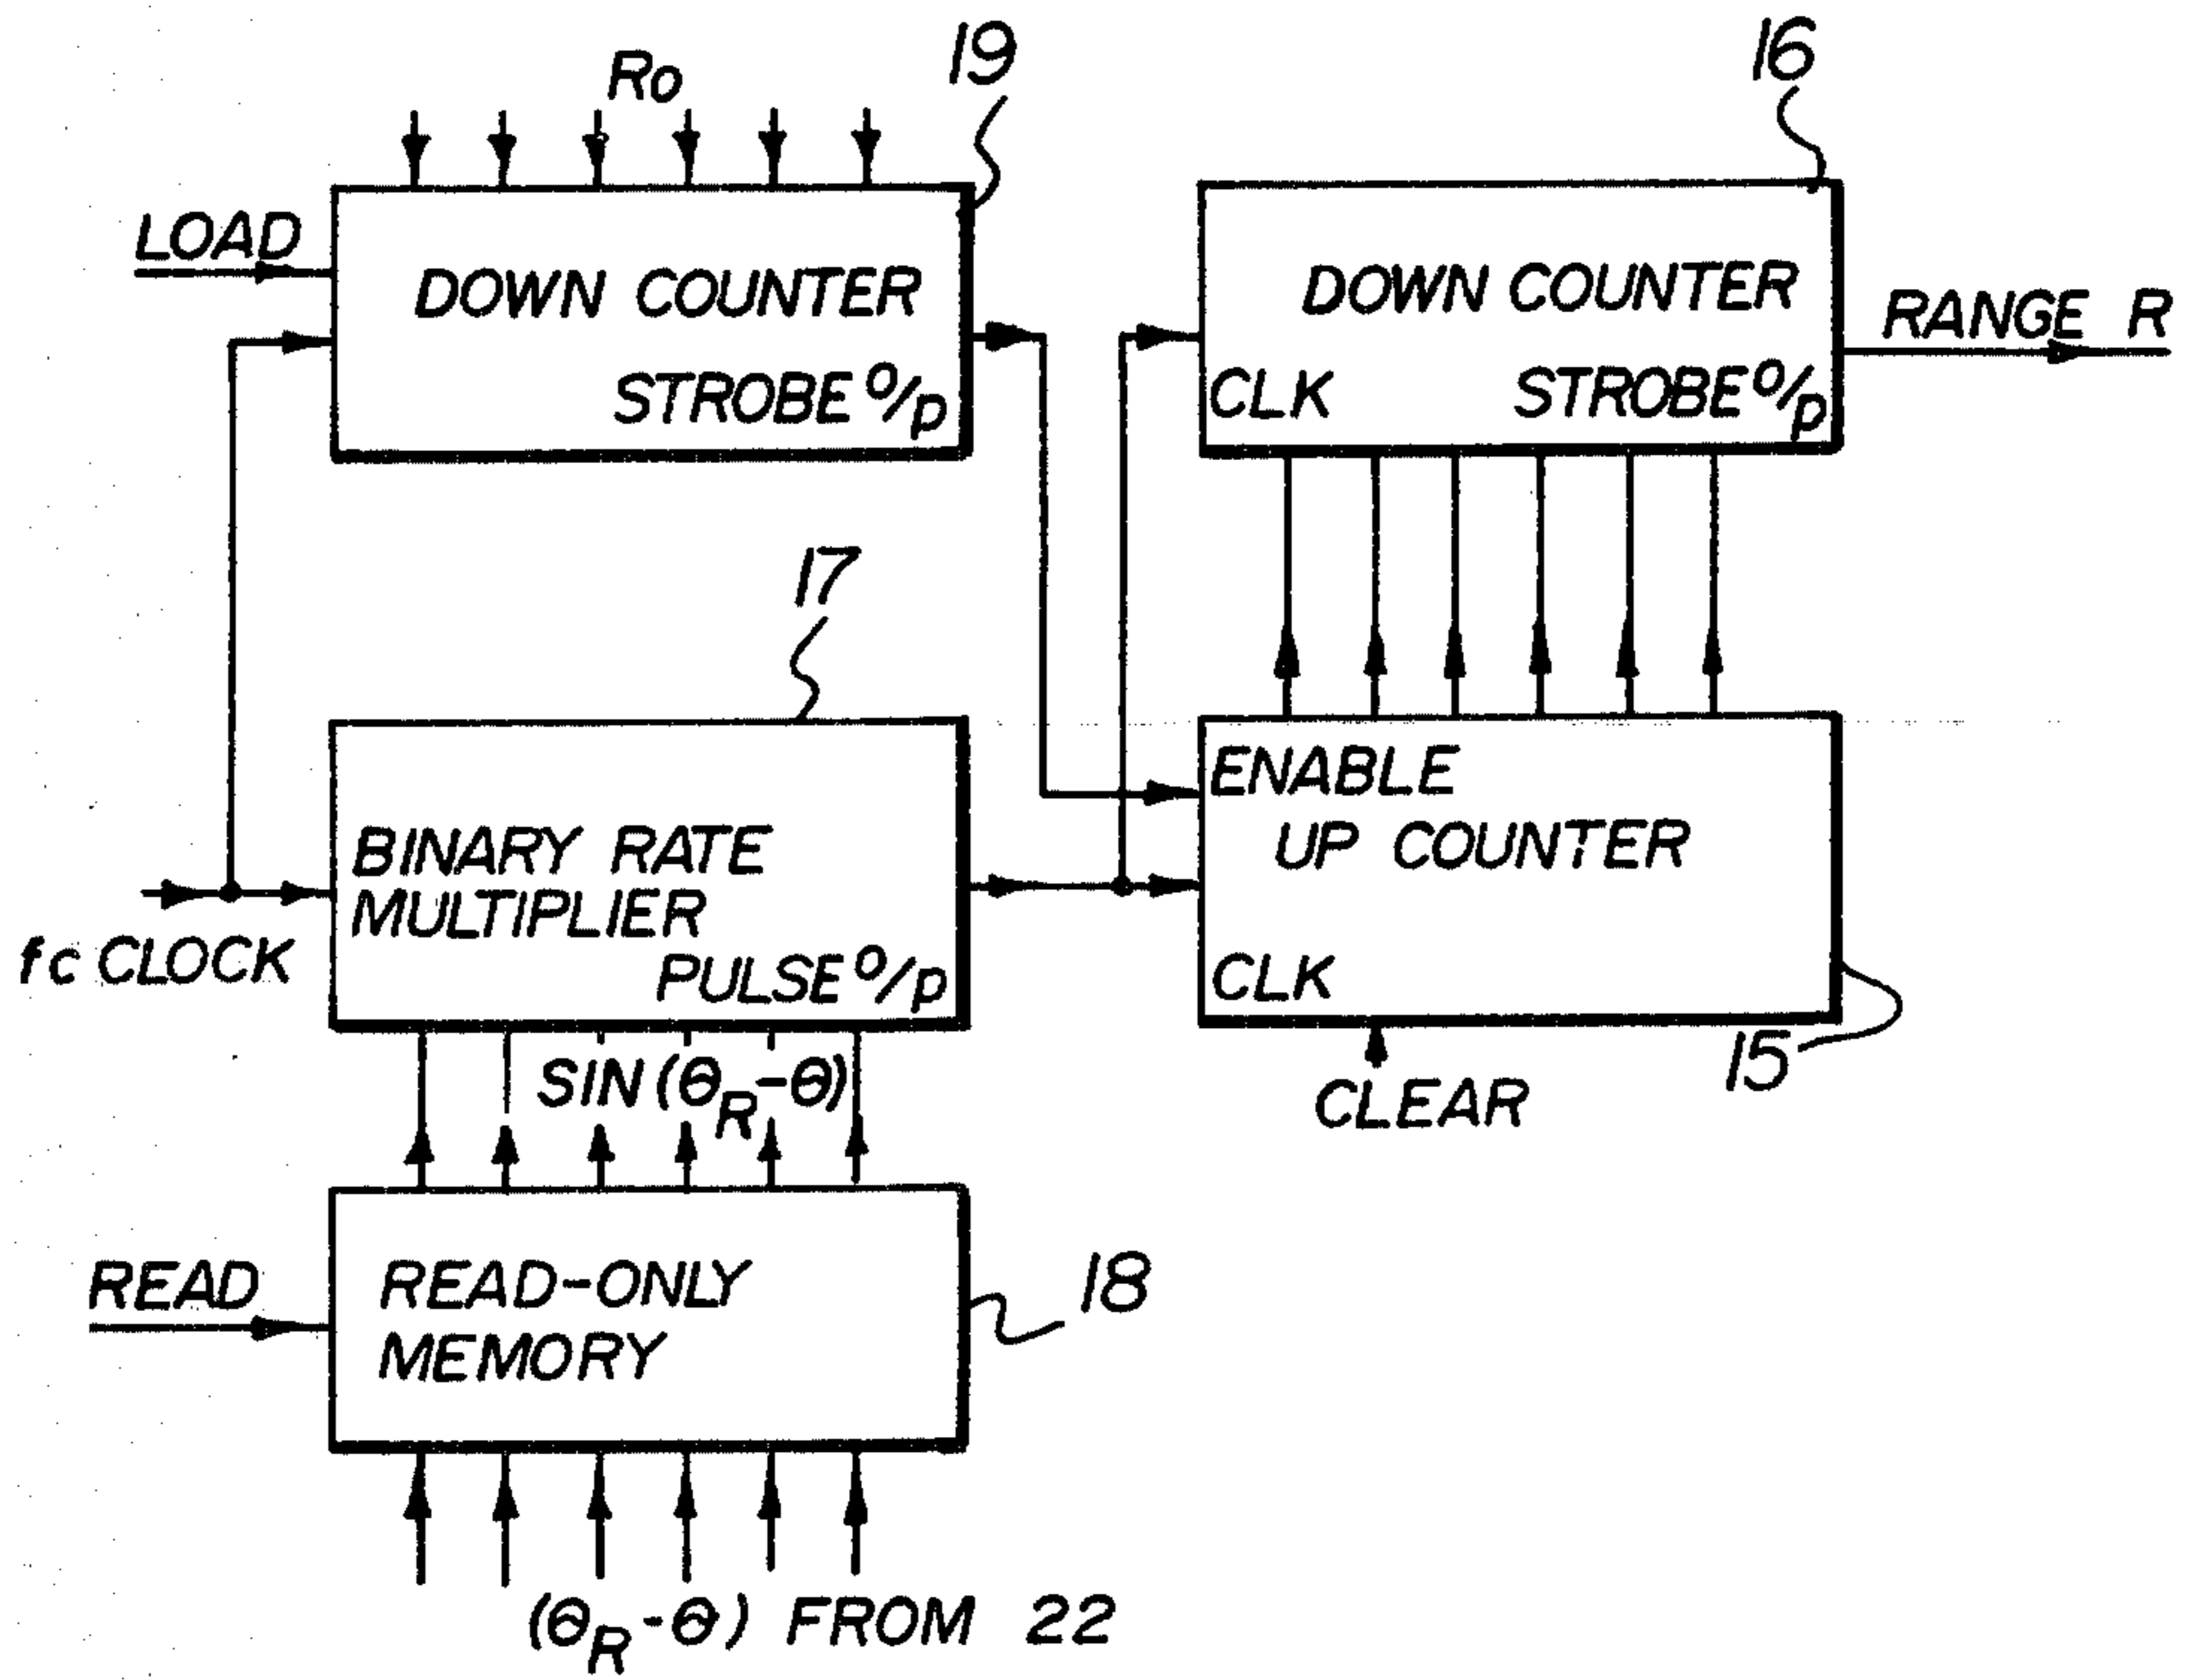 Ro
19
16
LOAD
DOWN COUNTER
STROBE O/P
DOWN COUNTER
CLK
STROBE O/P
RANGE R
17
BINARY RATE
MULTIPLIER
PULSE O/P
fc CLOCK
ENABLE
UP COUNTER
CLK
15
CLEAR
SIN (ΘR-Θ)
READ
READ-ONLY
MEMORY
18
(ΘR-Θ) FROM 22